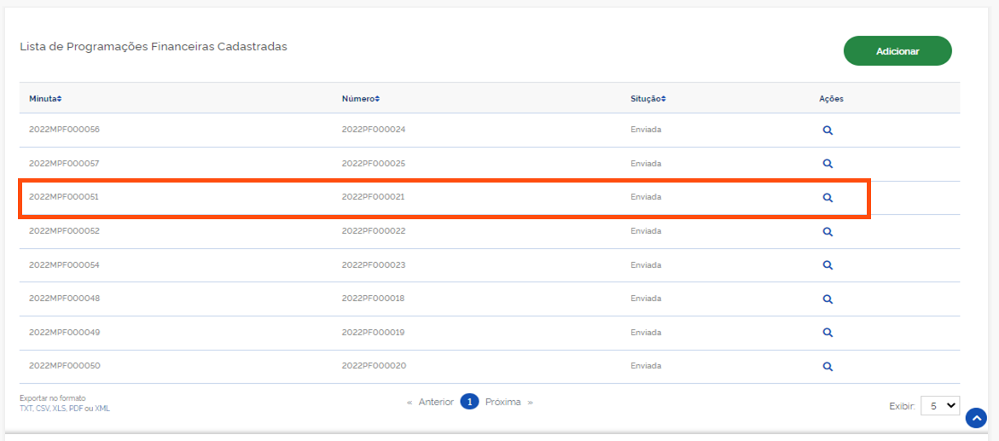 Lista de Programações Financeiras Cadastradas
Adicionar
Minuta Número Situção Ações
2022MPF000056 2022PF000024 Enviada
2022MPF000057 2022PF000025 Enviada
2022MPF000051 2022PF000021 Enviada
2022MPF000052 2022PF000022 Enviada
2022MPF000054 2022PF000023 Enviada
2022MPF000048 2022PF000018 Enviada
2022MPF000049 2022PF000019 Enviada
2022MPF000050 2022PF000020 Enviada
Exportar no formato
TXT, CSV, XLS, PDF ou XML
« Anterior 1 Próxima »
Exibir: 5